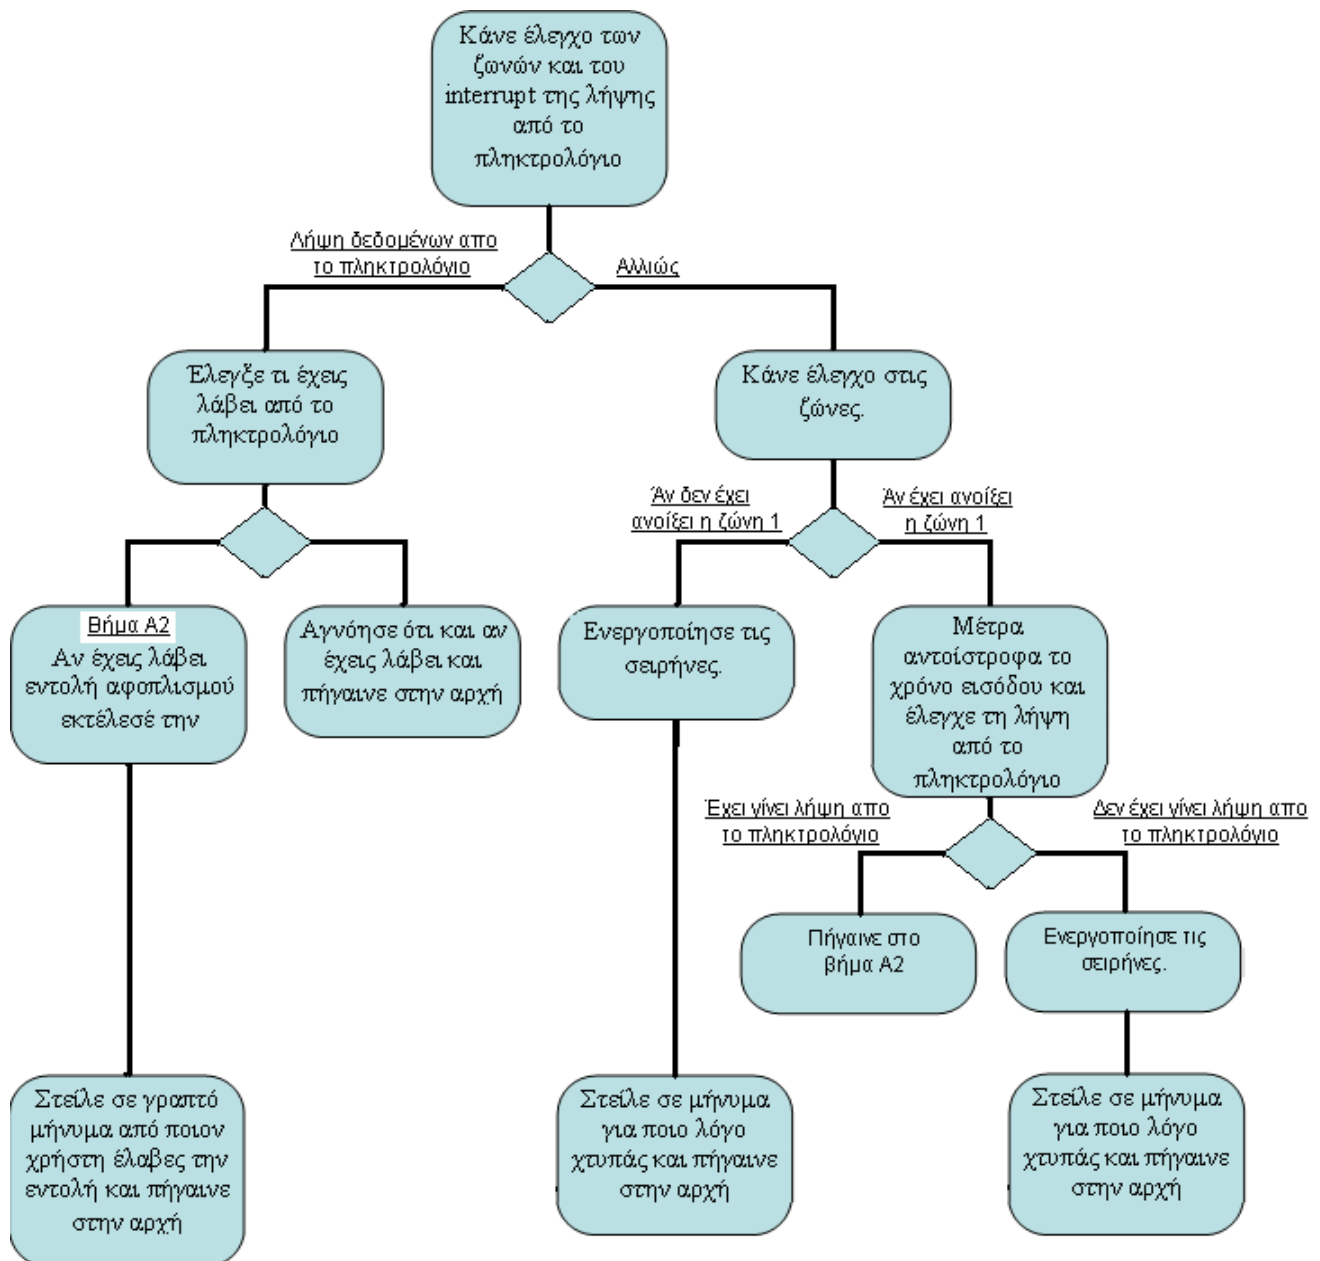 Κάνε έλεγχο των
ζωνών και του
interrupt της λήψης
από το
πληκτρολόγιο
Λήψη δεδομένων απο
το πληκτρολόγιο
Αλλιώς
Έλεγξε τι έχεις
λάβει από το
πληκτρολόγιο
Κάνε έλεγχο στις
ζώνες.
Άν δεν έχει
ανοίξει η ζώνη 1
Άν έχει ανοίξει
η ζώνη 1
Βήμα Α2
Αν έχεις λάβει
εντολή αφοπλισμού
εκτέλεσέ την
Αγνόησε ότι και αν
έχεις λάβει και
πήγαινε στην αρχή
Ενεργοποίησε τις
σειρήνες.
Μέτρα
αντοίστροφα το
χρόνο εισόδου και
έλεγχε τη λήψη
από το
πληκτρολόγιο
Έχει γίνει λήψη απο
το πληκτρολόγιο
Δεν έχει γίνει λήψη απο
το πληκτρολόγιο
Πήγαινε στο
βήμα Α2
Ενεργοποίησε τις
σειρήνες.
Στείλε σε γραπτό
μήνυμα από ποιον
χρήστη έλαβες την
εντολή και πήγαινε
στην αρχή
Στείλε σε μήνυμα
για ποιο λόγο
χτυπάς και πήγαινε
στην αρχή
Στείλε σε μήνυμα
για ποιο λόγο
χτυπάς και πήγαινε
στην αρχή